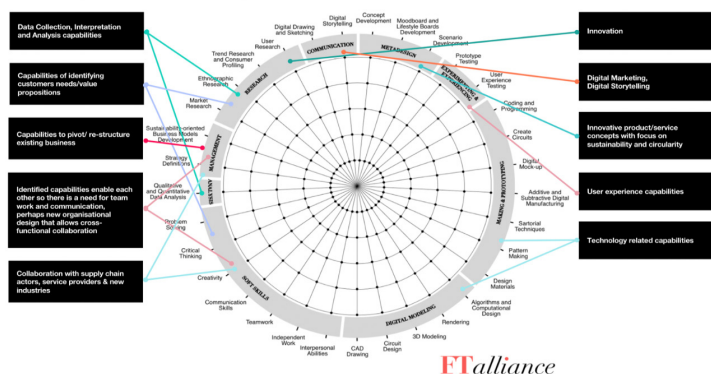 Data Collection, Interpretation
and Analysis capabilities
Capabilities of identifying
customers needs/value
propositions
Capabilities to pivot/ re-structure
existing business
Identified capabilities enable each
other so there is a need for team
work and communication,
perhaps new organisational
design that allows cross-
functional collaboration
Collaboration with supply chain
actors, service providers & new
industries
Digital Drawing
and Sketching
Digital
Storytelling
Concept
Development
Moodboard and
Lifestyle Boards
Development
Scenario
Development
Prototype
Testing
User
Experience
Testing
Coding and
Programming
Create
Circuits
Digital
Mock-up
Additive and
Subtractive Digital
Manufacturing
Sartorial
Techniques
Pattern
Making
Design
Materials
Algorithms and
Computational
Design
Rendering
3D Modeling
Circuit
Design
CAD
Drawing
Interpersonal
Abilities
Independent
Work
Teamwork
Communication
Skills
Creativity
Critical
Thinking
Problem
Solving
Qualitative
and Quantitative
Data Analysis
Strategy
Definitions
Sustainability-oriented
Business Models
Development
Market
Research
Ethnographic
Research
Trend Research
and Consumer
Profiling
User
Research
COMMUNICATION
METADESIGN
EXPERIMENTING &
EXPERIENCING
MAKING & PROTOTYPING
DIGITAL MODELING
SOFT SKILLS
ANALYSIS
MANAGEMENT
RESEARCH
Innovation
Digital Marketing,
Digital Storytelling
Innovative product/service
concepts with focus on
sustainability and circularity
User experience capabilities
Technology related capabilities
FTalliance